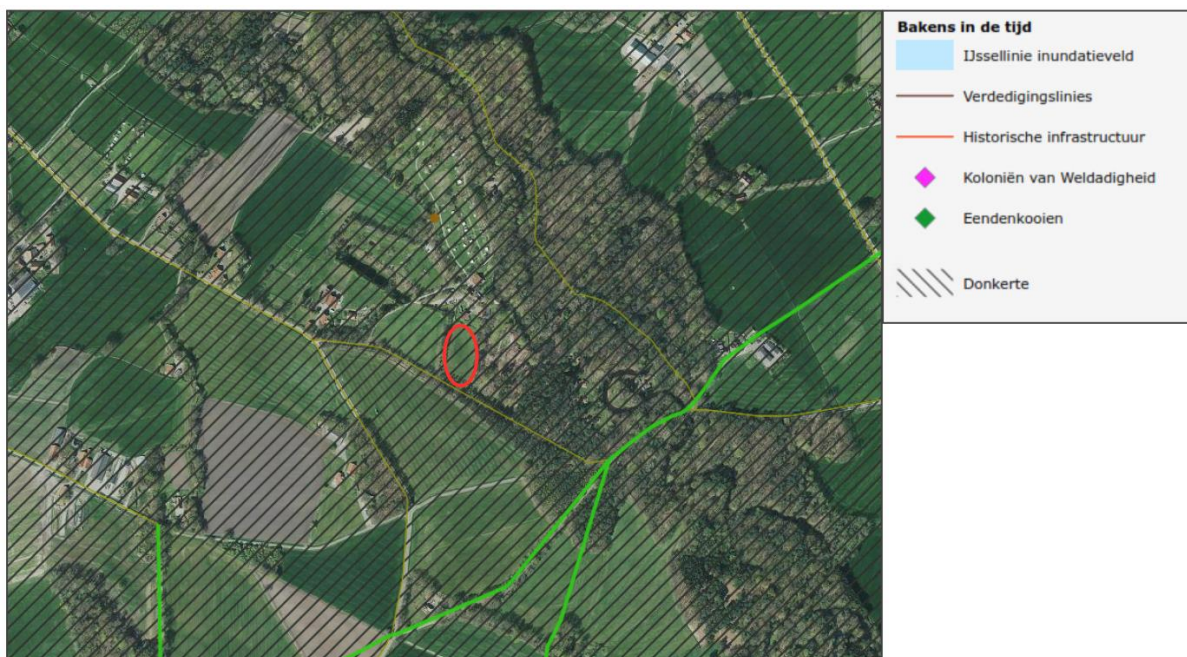 Bakens in de tijd
IJssellinie inundatieveld
Verdedigingslinies
Historische infrastructuur
Koloniën van Weldadigheid
Eendenkooien
Donkerte